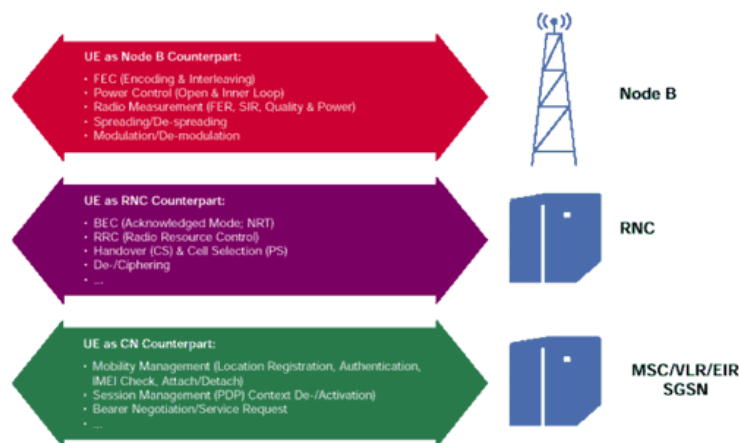 UE as Node B Counterpart:
• FEC (Encoding & Interleaving)
• Power Control (Open & Inner Loop)
• Radio Measurement (FER, SIR, Quality & Power)
• Spreading/De-spreading
• Modulation/De-modulation
Node B
UE as RNC Counterpart:
• BEC (Acknowledged Mode; NRT)
• RRC (Radio Resource Control)
• Handover (CS) & Cell Selection (PS)
• De-/Ciphering
• ...
RNC
UE as CN Counterpart:
• Mobility Management (Location Registration, Authentication,
IMEI Check, Attach/Detach)
• Session Management (PDP) Context De-/Activation)
• Bearer Negotiation/Service Request
• ...
MSC/VLR/EIR
SGSN